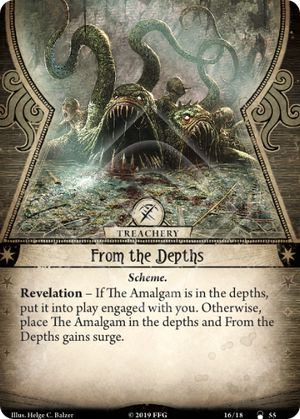 TREACHERY
From the Depths
Scheme.
Revelation – If The Amalgam is in the depths,
put it into play engaged with you. Otherwise,
place The Amalgam in the depths and From the
Depths gains surge.
Illus. Helge C. Balzer
© 2019 FFG
16/18
55